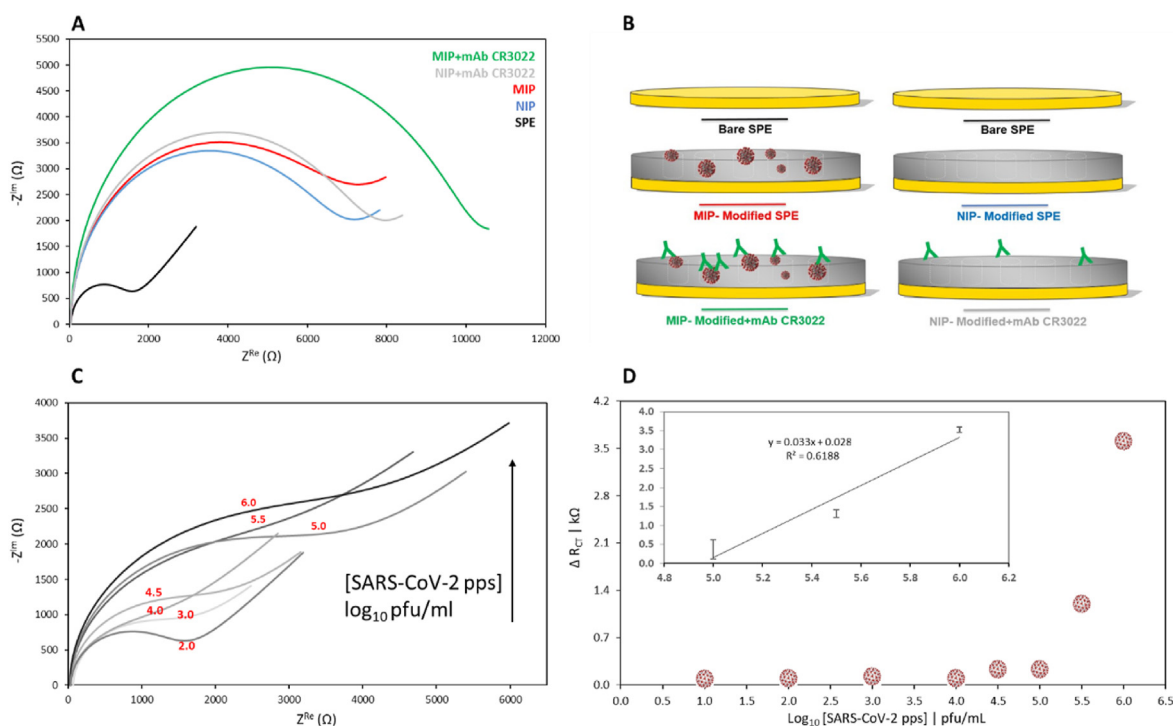 A
5500
5000
4500
4000
3500
3000
2500
2000
1500
1000
500
0
-Z^Im (Ω)
0 2000 4000 6000 8000 10000 12000
Z^Re (Ω)
MIP+mAb CR3022
NIP+mAb CR3022
MIP
NIP
SPE
B
Bare SPE
Bare SPE
MIP- Modified SPE
NIP- Modified SPE
MIP- Modified+mAb CR3022
NIP- Modified+mAb CR3022
C
4000
3500
3000
2500
2000
1500
1000
500
0
-Z^Im (Ω)
0 1000 2000 3000 4000 5000 6000 7000
Z^Re (Ω)
6.0
5.5
5.0
4.5
4.0
3.0
2.0
[SARS-CoV-2 pps]
log₁₀ pfu/ml
D
4.2
3.5
2.8
2.1
1.4
0.7
0.0
Δ R_CT | kΩ
0.0 0.5 1.0 1.5 2.0 2.5 3.0 3.5 4.0 4.5 5.0 5.5 6.0 6.5
Log₁₀ [SARS-CoV-2 pps] | pfu/mL
4.0
3.5
3.0
2.5
2.0
1.5
1.0
0.5
0.0
4.8 5.0 5.2 5.4 5.6 5.8 6.0 6.2
y = 0.033x + 0.028
R² = 0.6188